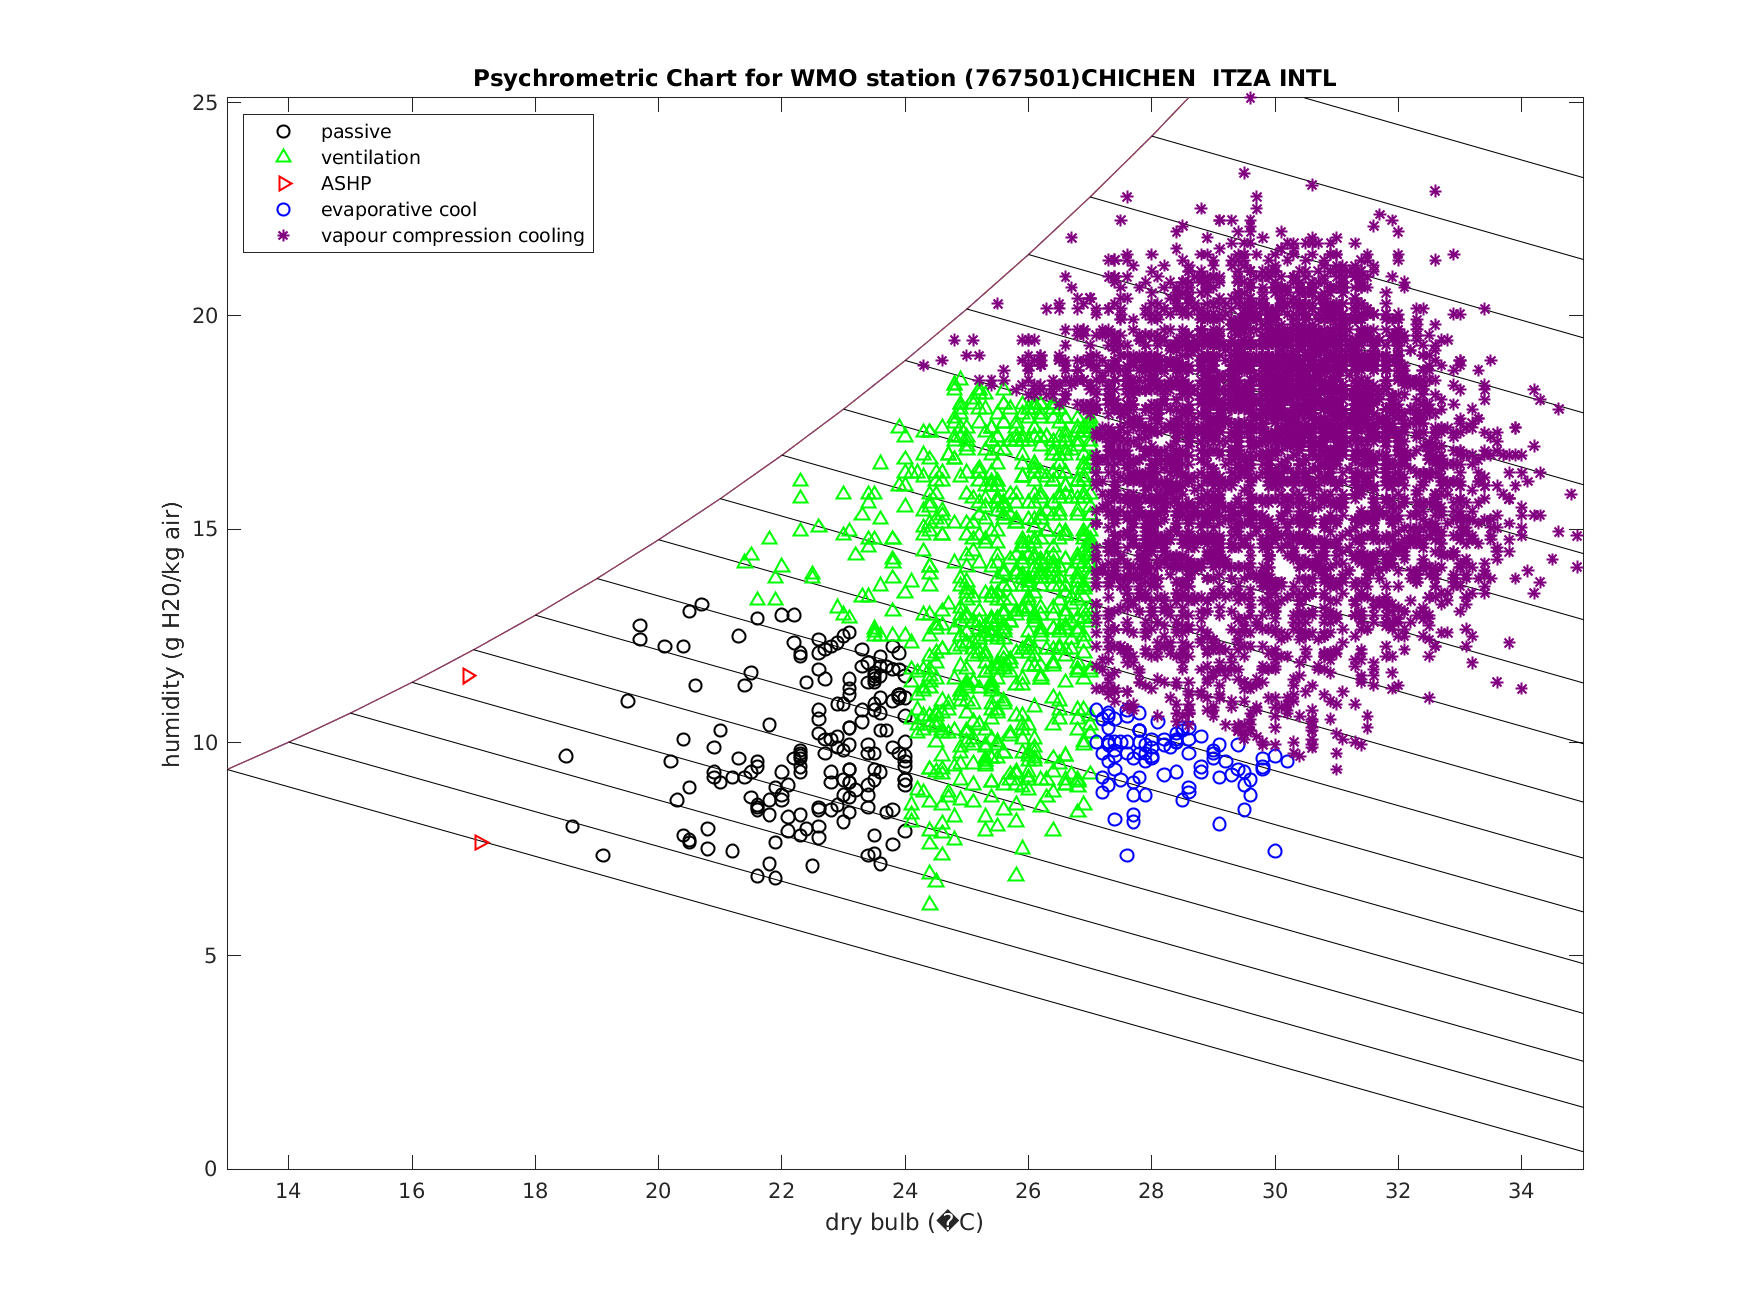 Psychrometric Chart for WMO station (767501)CHICHEN  ITZA INTL
25
20
15
10
5
0
humidity (g H20/kg air)
passive
ventilation
ASHP
evaporative cool
vapour compression cooling
14 16 18 20 22 24 26 28 30 32 34
dry bulb (�C)